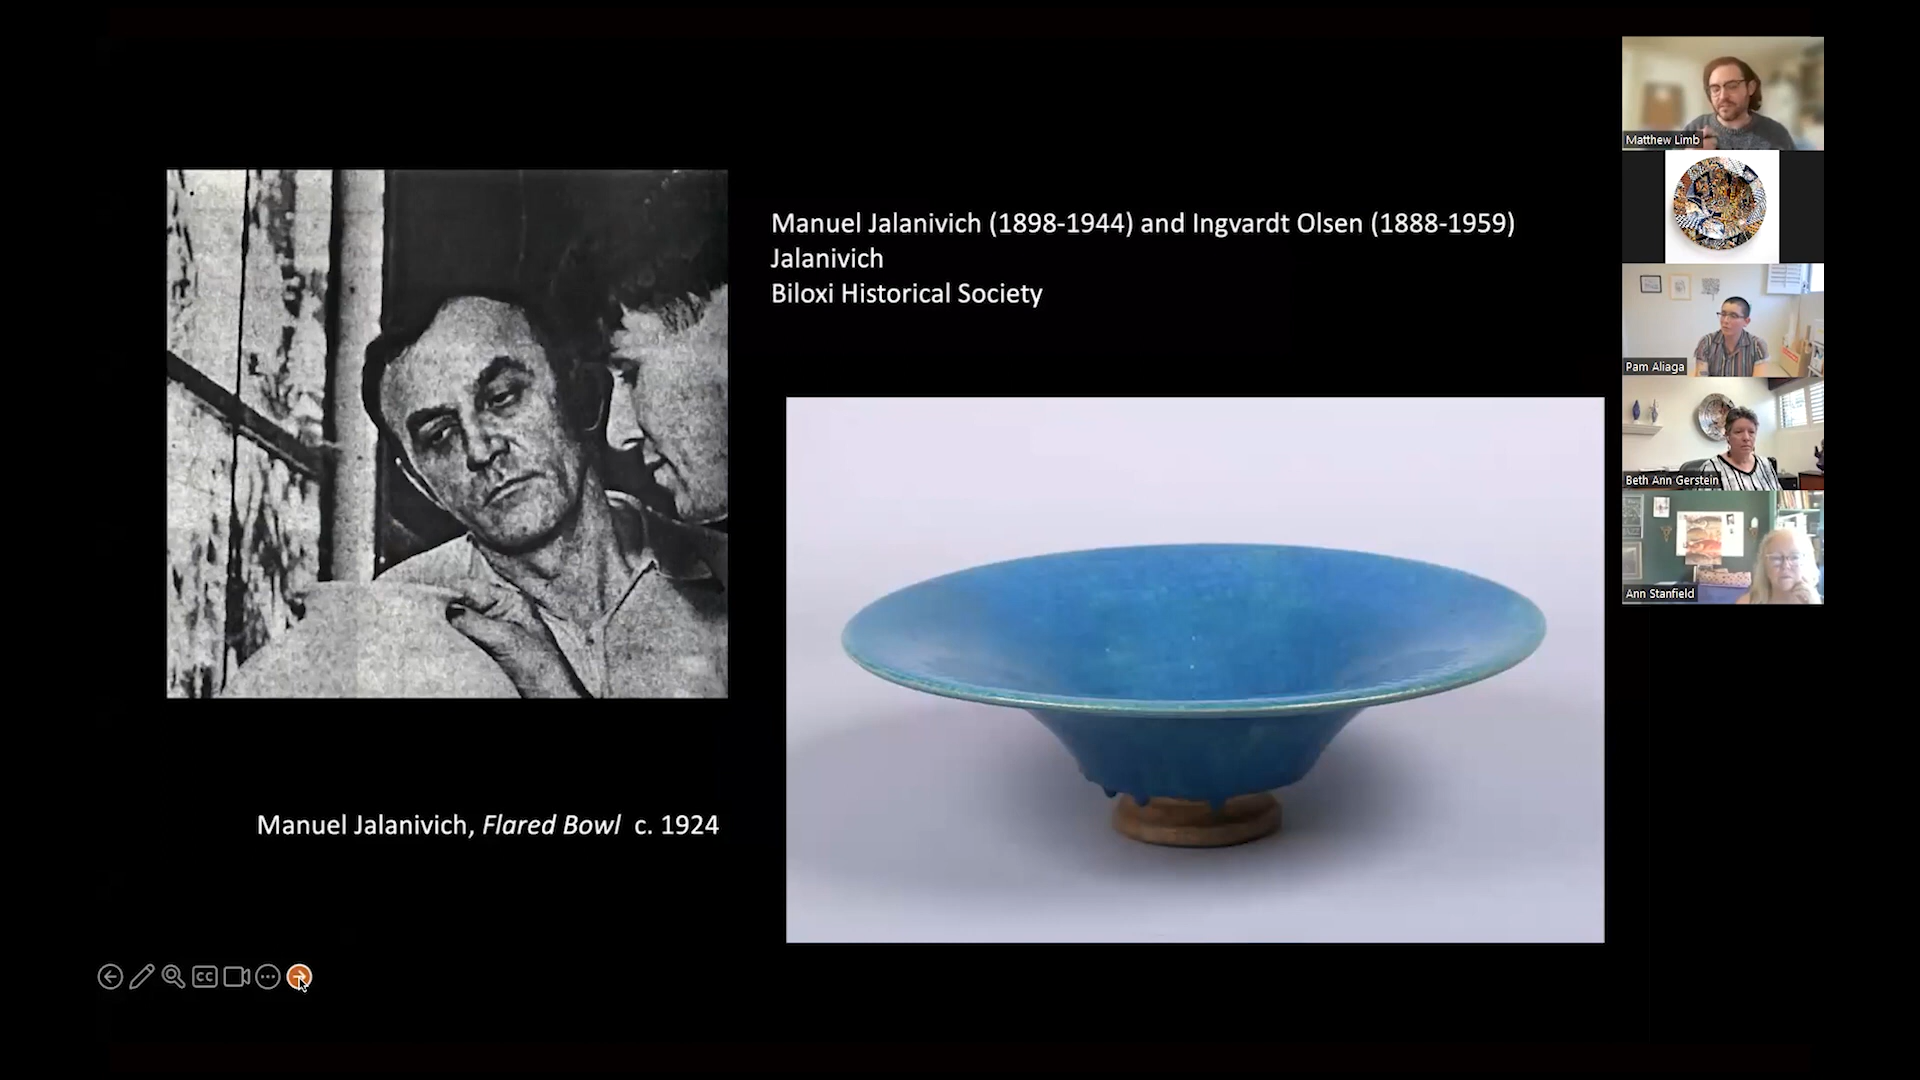 Manuel Jalanivich (1898-1944) and Ingvardt Olsen (1888-1959)
Jalanivich
Biloxi Historical Society
Manuel Jalanivich, Flared Bowl c. 1924
CC
Matthew Limb
Pam Aliaga
Beth Ann Gerstein
Ann Stanfield